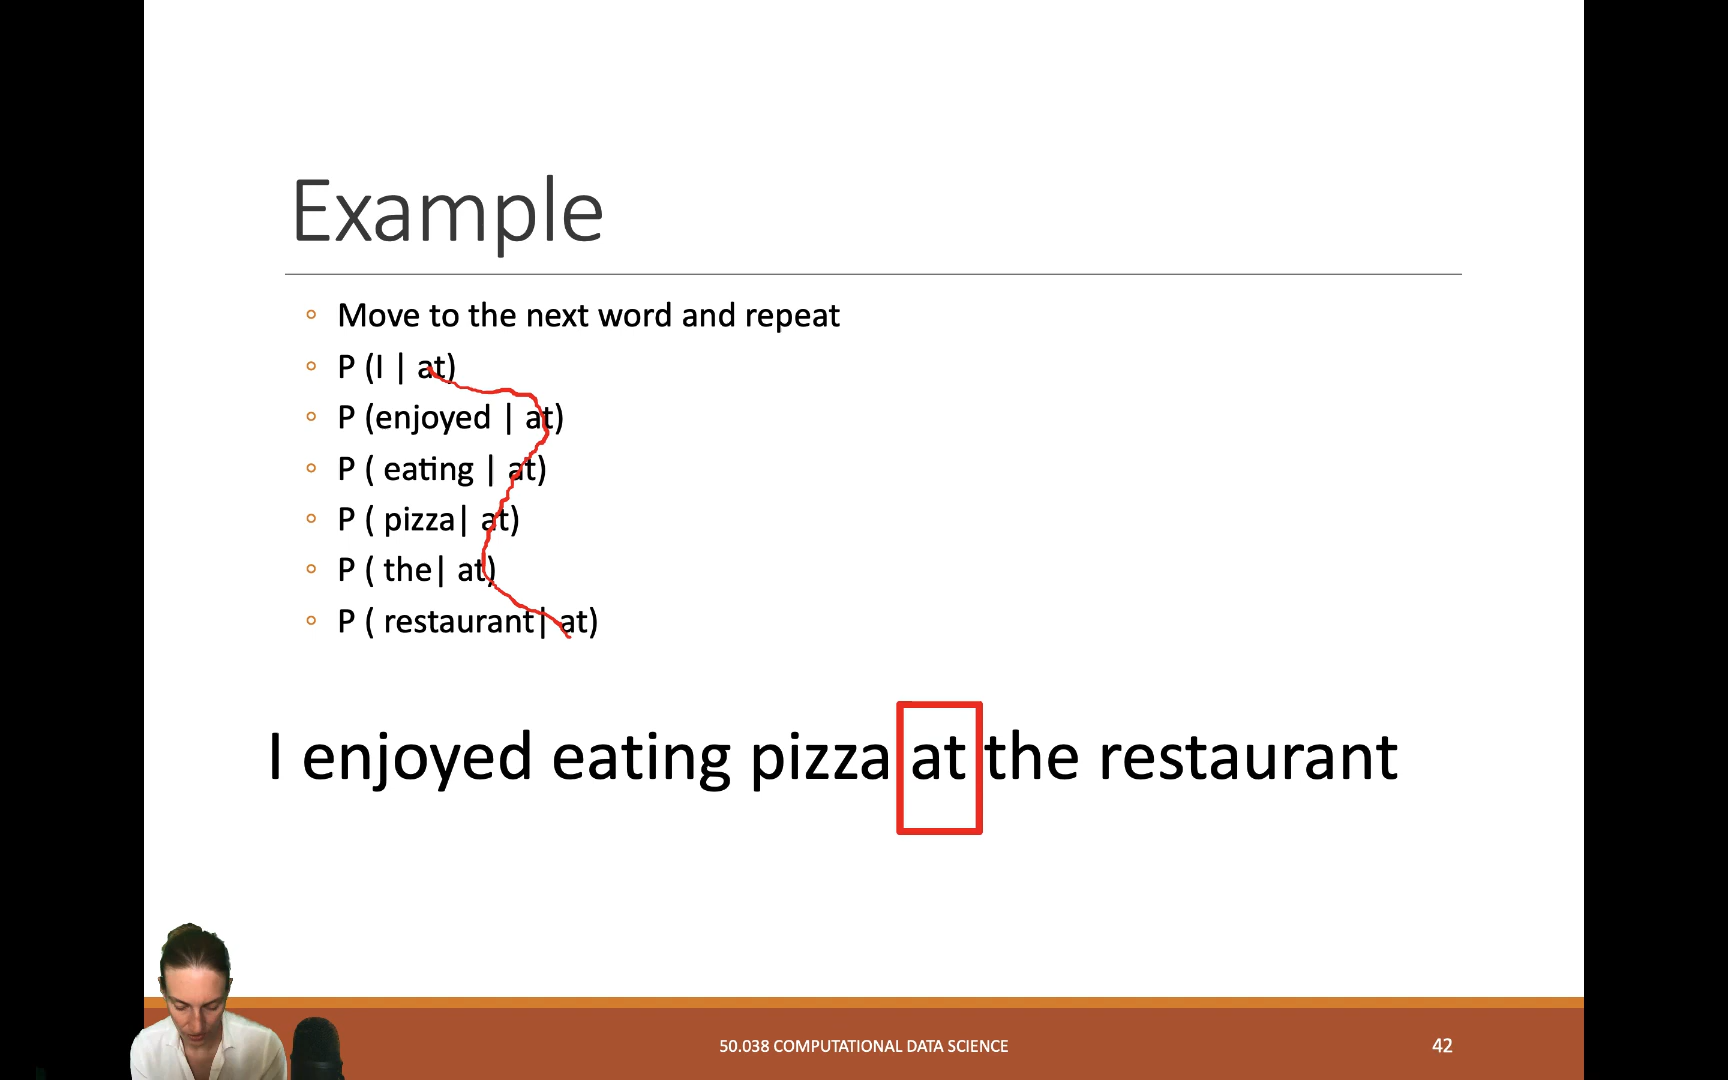 Example
Move to the next word and repeat
P (I | at)
P (enjoyed | at)
P ( eating | at)
P ( pizza| at)
P ( the| at)
P ( restaurant| at)
I enjoyed eating pizza at the restaurant
50.038 COMPUTATIONAL DATA SCIENCE
42